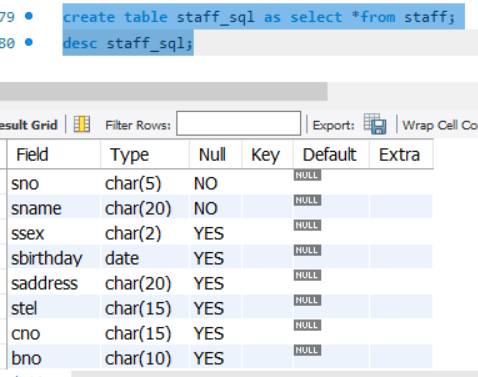 79 create table staff_sql as select *from staff;
80 desc staff_sql;
Result Grid Filter Rows: Export: Wrap Cell Co
Field Type Null Key Default Extra
sno char(5) NO NULL
sname char(20) NO NULL
ssex char(2) YES NULL
sbirthday date YES NULL
saddress char(20) YES NULL
stel char(15) YES NULL
cno char(15) YES NULL
bno char(10) YES NULL